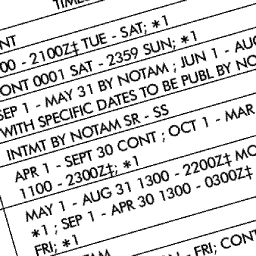 00 - 2100Z‡ TUE - SAT; *1
ONT 0001 SAT - 2359 SUN; *1
SEP 1 - MAY 31 BY NOTAM ; JUN 1 - AUG
WITH SPECIFIC DATES TO BE PUBL BY NO
INTMT BY NOTAM SR - SS
APR 1 - SEPT 30 CONT ; OCT 1 - MAR
1100 - 2300Z‡; *1
MAY 1 - AUG 31 1300 - 2200Z‡ MO
*1 ; SEP 1 - APR 30 1300 - 0300Z‡
FRI; *1
- FRI; CONT